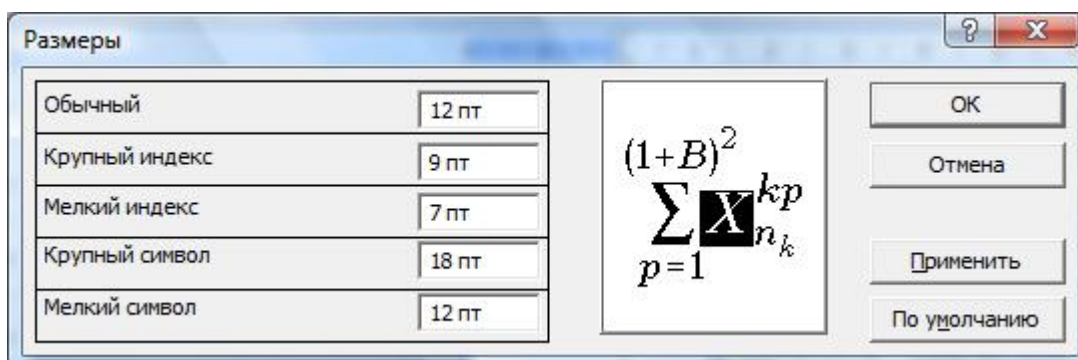 Размеры
Обычный 12 пт
Крупный индекс 9 пт
Мелкий индекс 7 пт
Крупный символ 18 пт
Мелкий символ 12 пт
(1+B)^2
∑ X kp n_k
p=1
OK
Отмена
Применить
По умолчанию